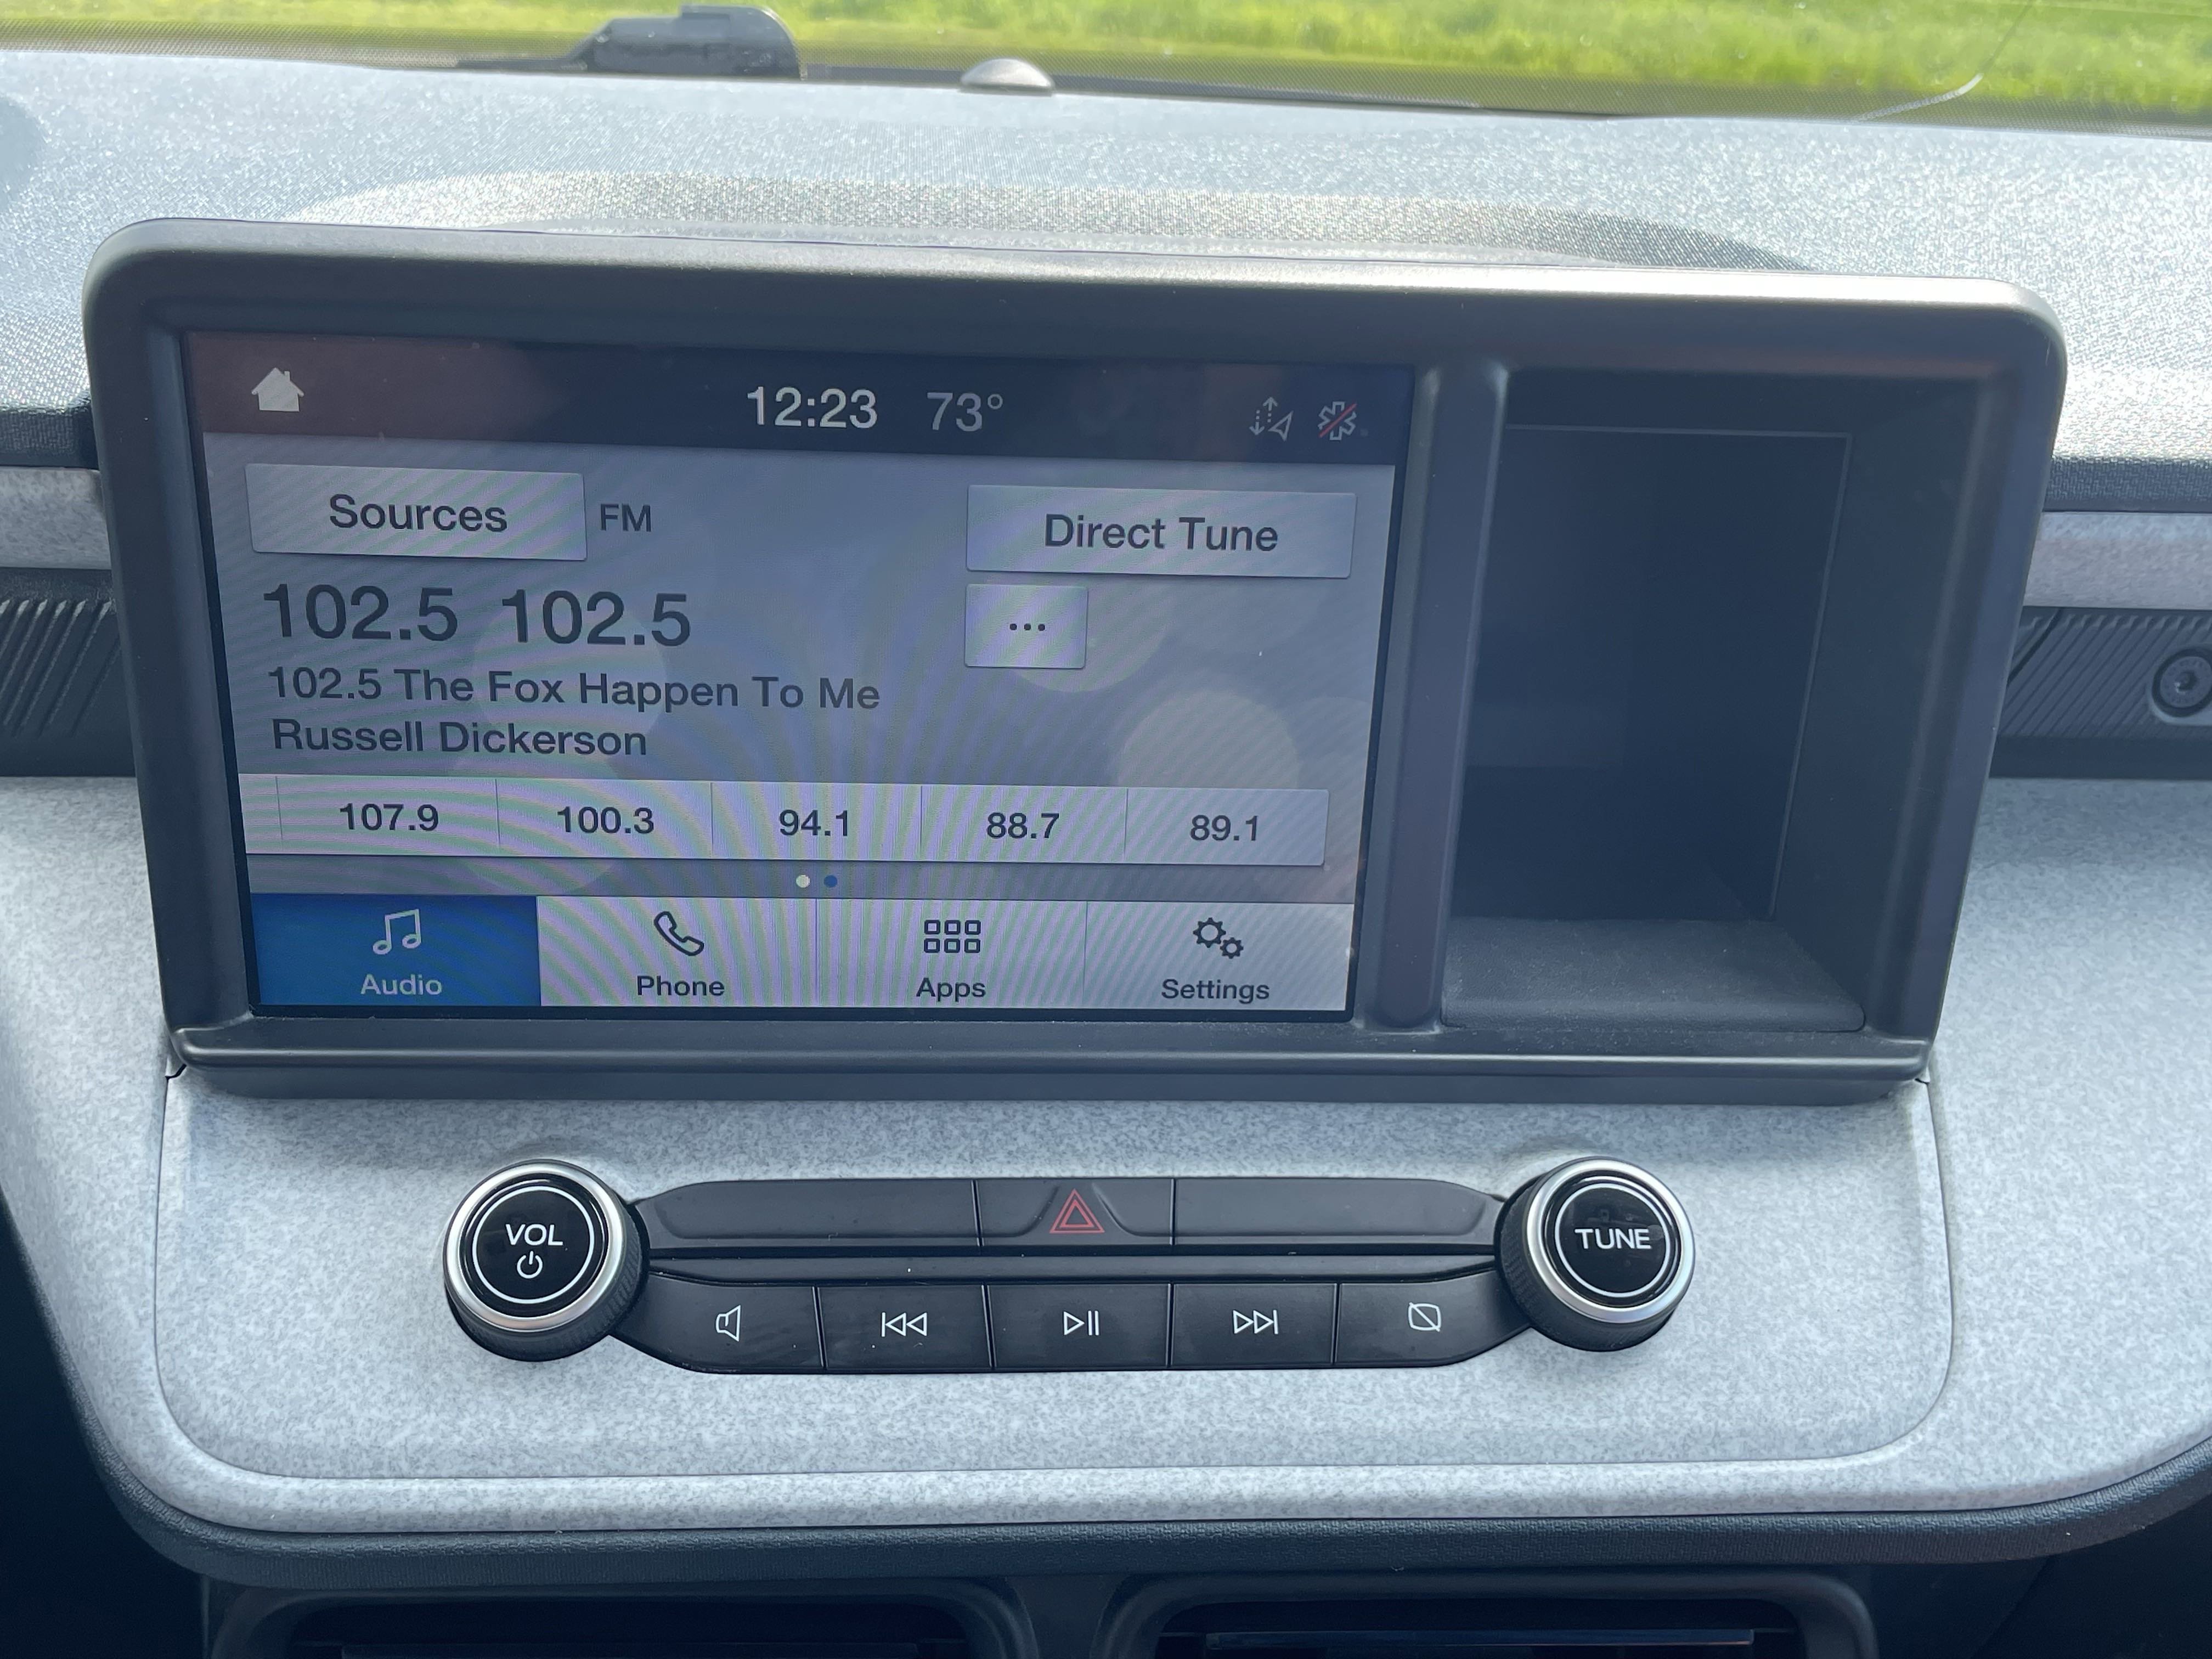 12:23 73°
Sources FM Direct Tune
102.5 102.5 ...
102.5 The Fox Happen To Me
Russell Dickerson
107.9 100.3 94.1 88.7 89.1
Audio Phone Apps Settings
VOL TUNE